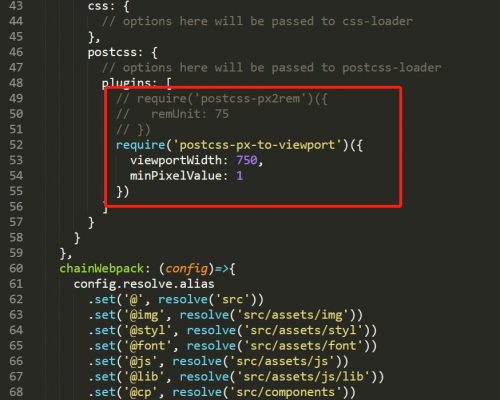 43 css: {
44 // options here will be passed to css-loader
45 },
46 postcss: {
47 // options here will be passed to postcss-loader
48 plugins: [
49 // require('postcss-px2rem')({
50 //   remUnit: 75
51 // })
52 require('postcss-px-to-viewport')({
53 viewportWidth: 750,
54 minPixelValue: 1
55 })
56 ]
57 }
58 }
59 },
60 chainWebpack: (config)=>{
61 config.resolve.alias
62 .set('@', resolve('src'))
63 .set('@img', resolve('src/assets/img'))
64 .set('@styl', resolve('src/assets/styl'))
65 .set('@font', resolve('src/assets/font'))
66 .set('@js', resolve('src/assets/js'))
67 .set('@lib', resolve('src/assets/js/lib'))
68 .set('@cp', resolve('src/components'))